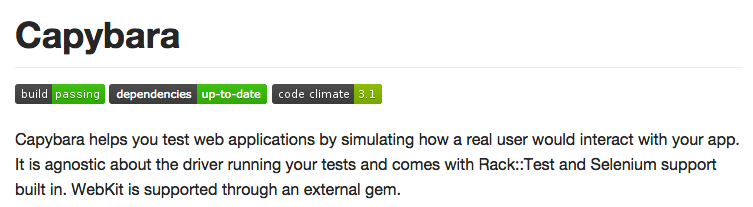 Capybara
build passing dependencies up-to-date code climate 3.1
Capybara helps you test web applications by simulating how a real user would interact with your app.
It is agnostic about the driver running your tests and comes with Rack::Test and Selenium support
built in. WebKit is supported through an external gem.